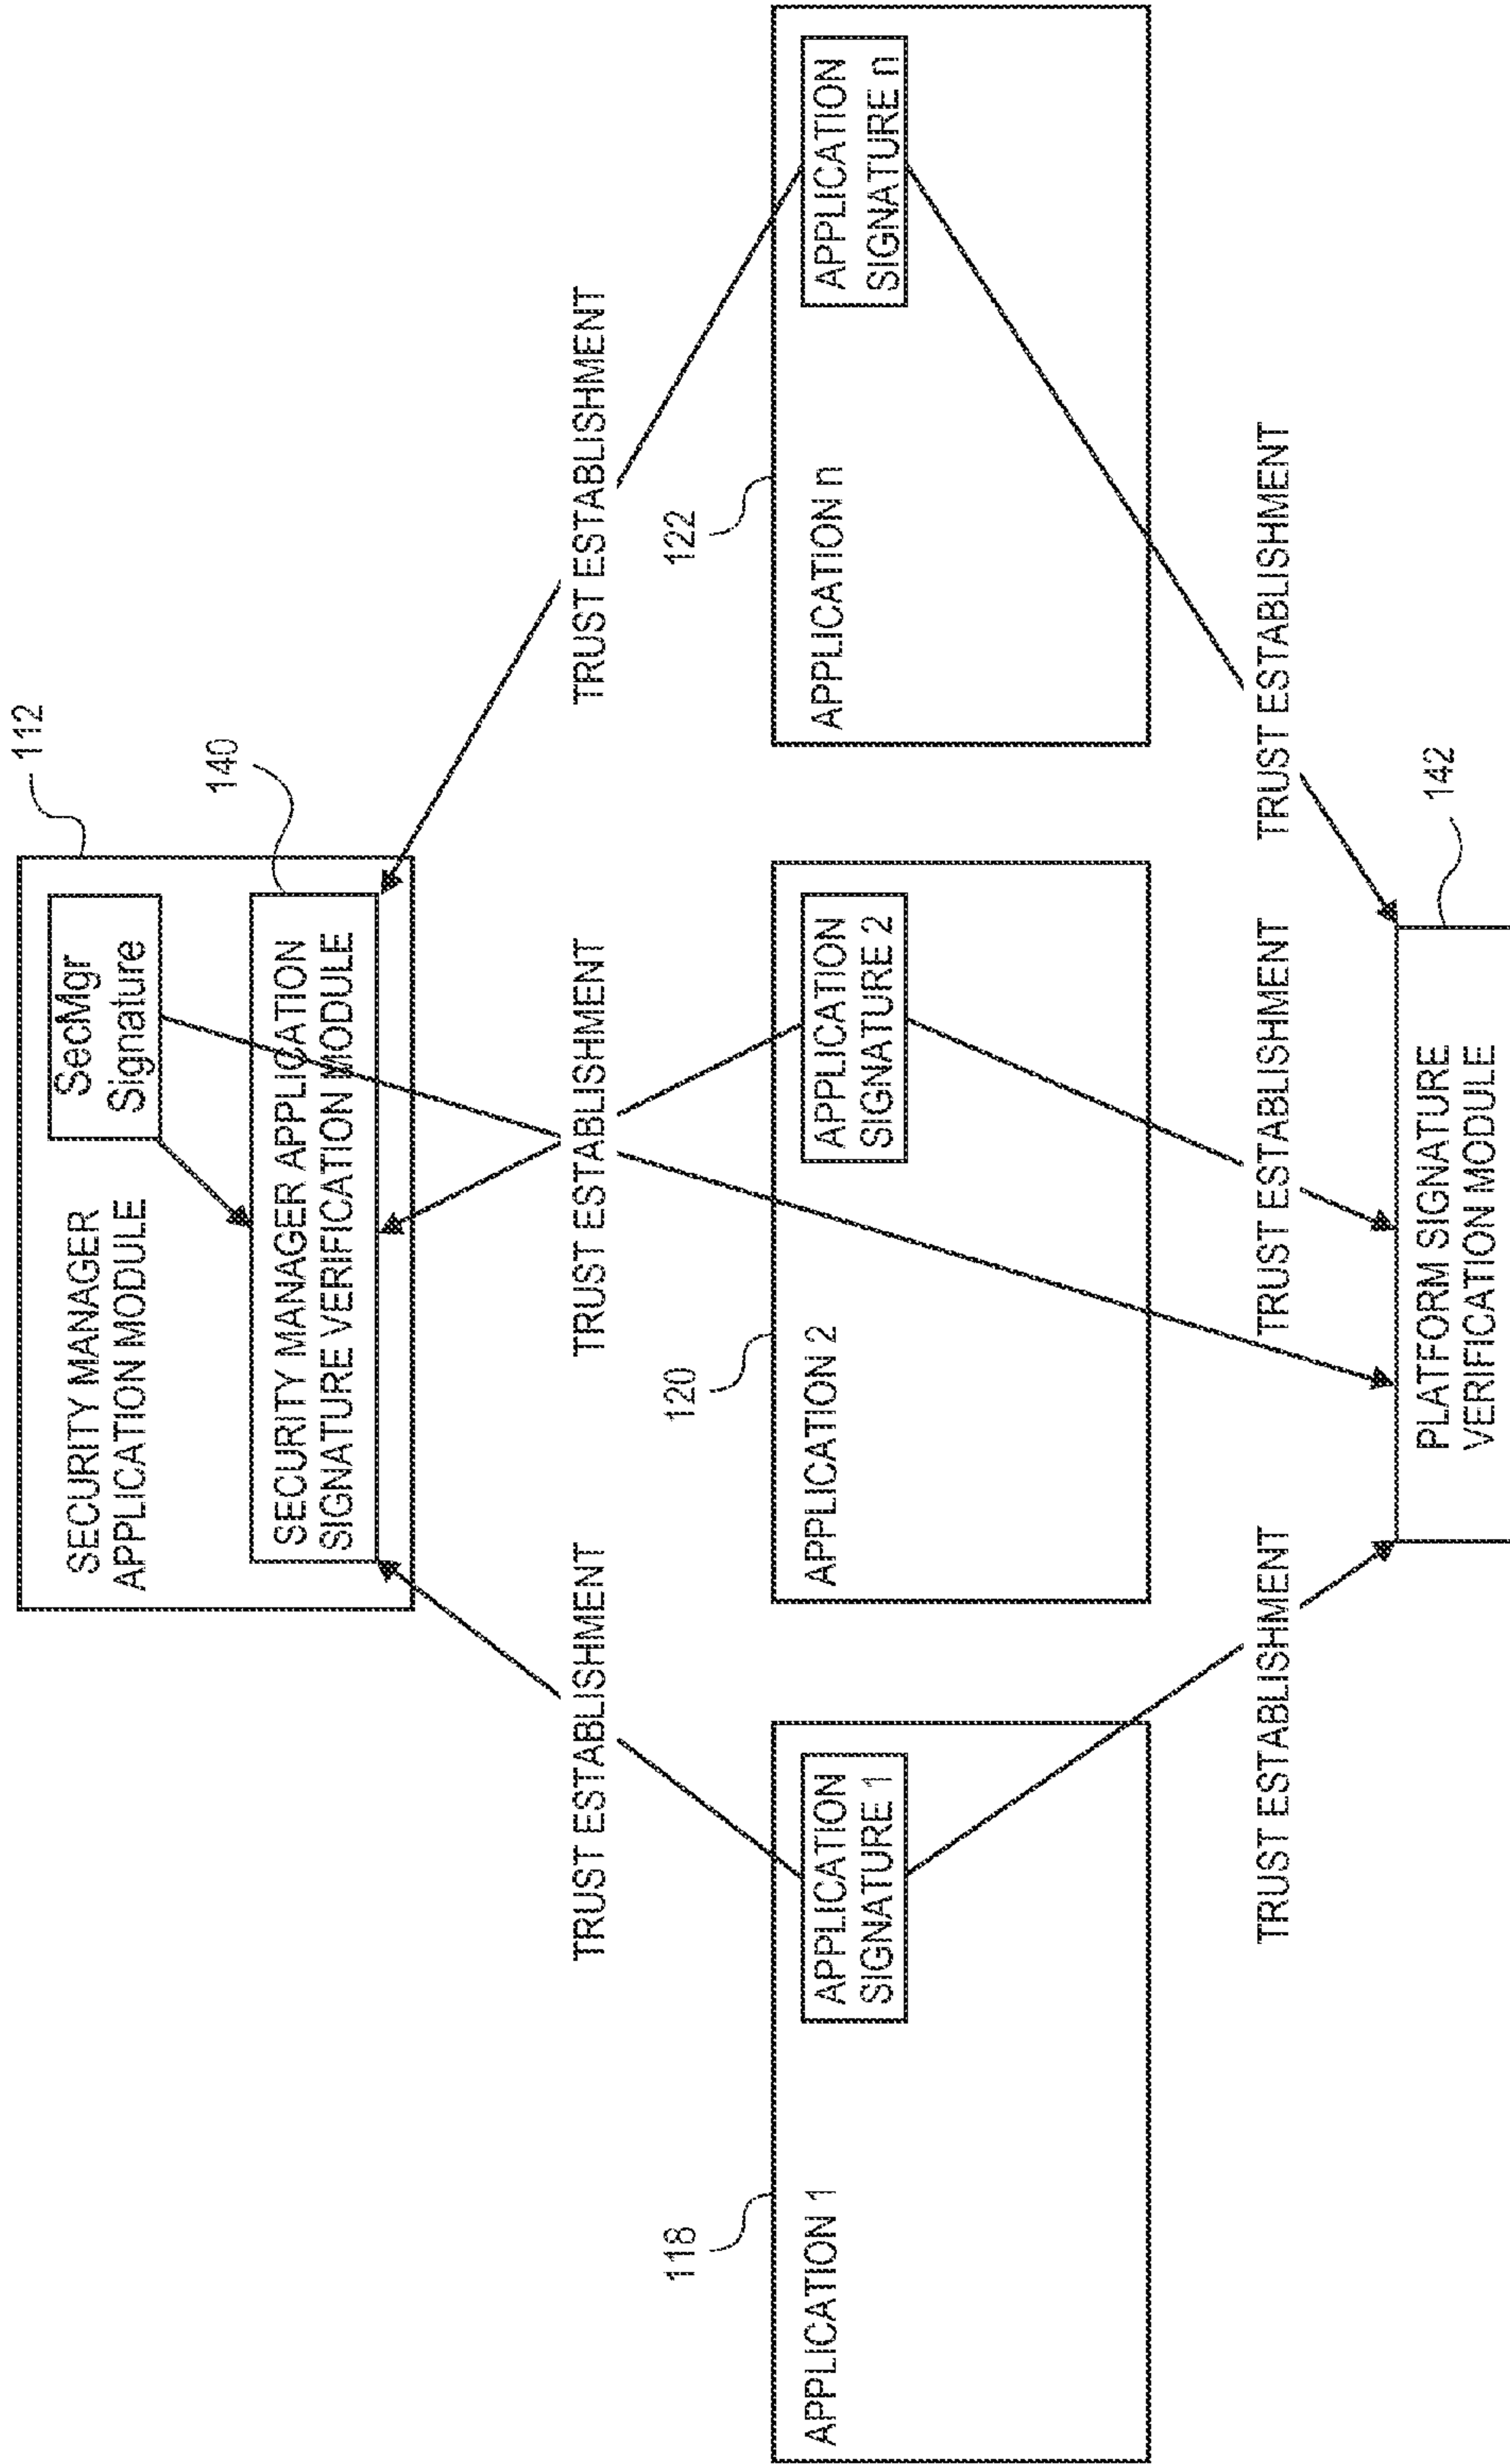 112
SECURITY MANAGER
APPLICATION MODULE
SecMgr
Signature
140
SECURITY MANAGER APPLICATION
SIGNATURE VERIFICATION MODULE
TRUST ESTABLISHMENT
TRUST ESTABLISHMENT
TRUST ESTABLISHMENT
118
120
122
APPLICATION 1
APPLICATION
SIGNATURE 1
APPLICATION 2
APPLICATION
SIGNATURE 2
APPLICATION n
APPLICATION
SIGNATURE n
TRUST ESTABLISHMENT
TRUST ESTABLISHMENT
TRUST ESTABLISHMENT
142
PLATFORM SIGNATURE
VERIFICATION MODULE